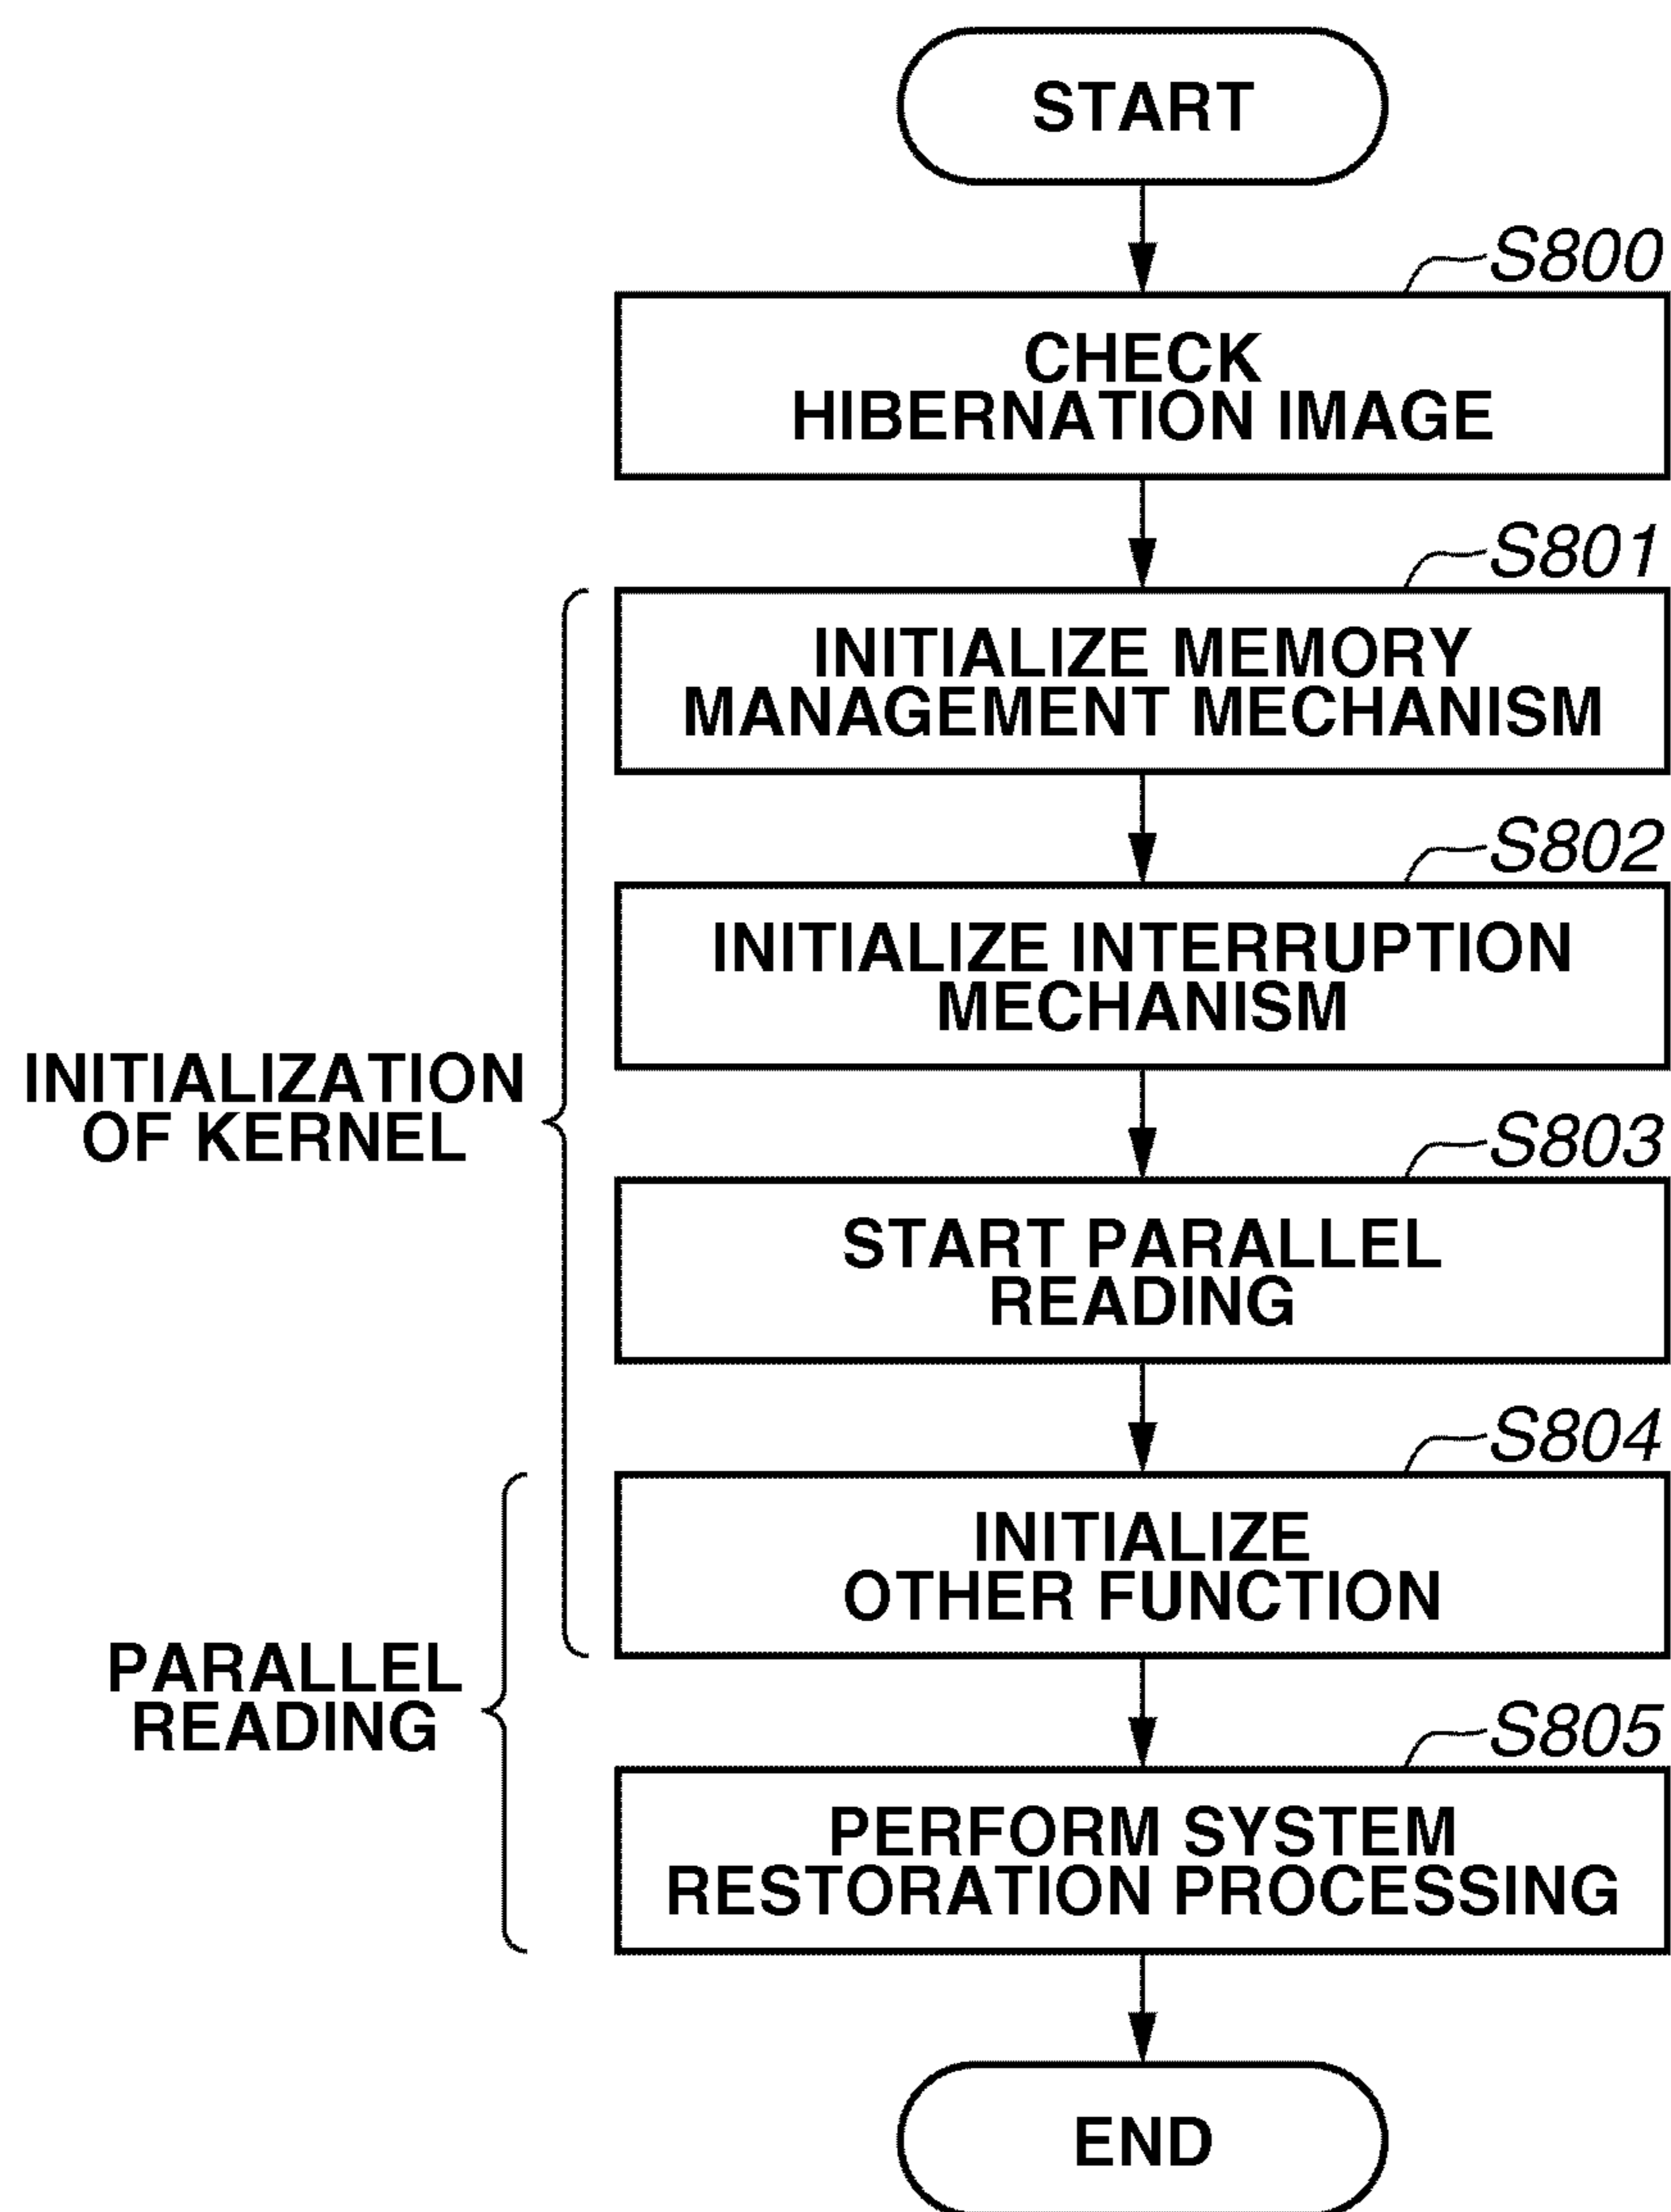 START
S800
CHECK
HIBERNATION IMAGE
S801
INITIALIZE MEMORY
MANAGEMENT MECHANISM
S802
INITIALIZE INTERRUPTION
MECHANISM
INITIALIZATION
OF KERNEL
S803
START PARALLEL
READING
S804
INITIALIZE
OTHER FUNCTION
PARALLEL
READING
S805
PERFORM SYSTEM
RESTORATION PROCESSING
END